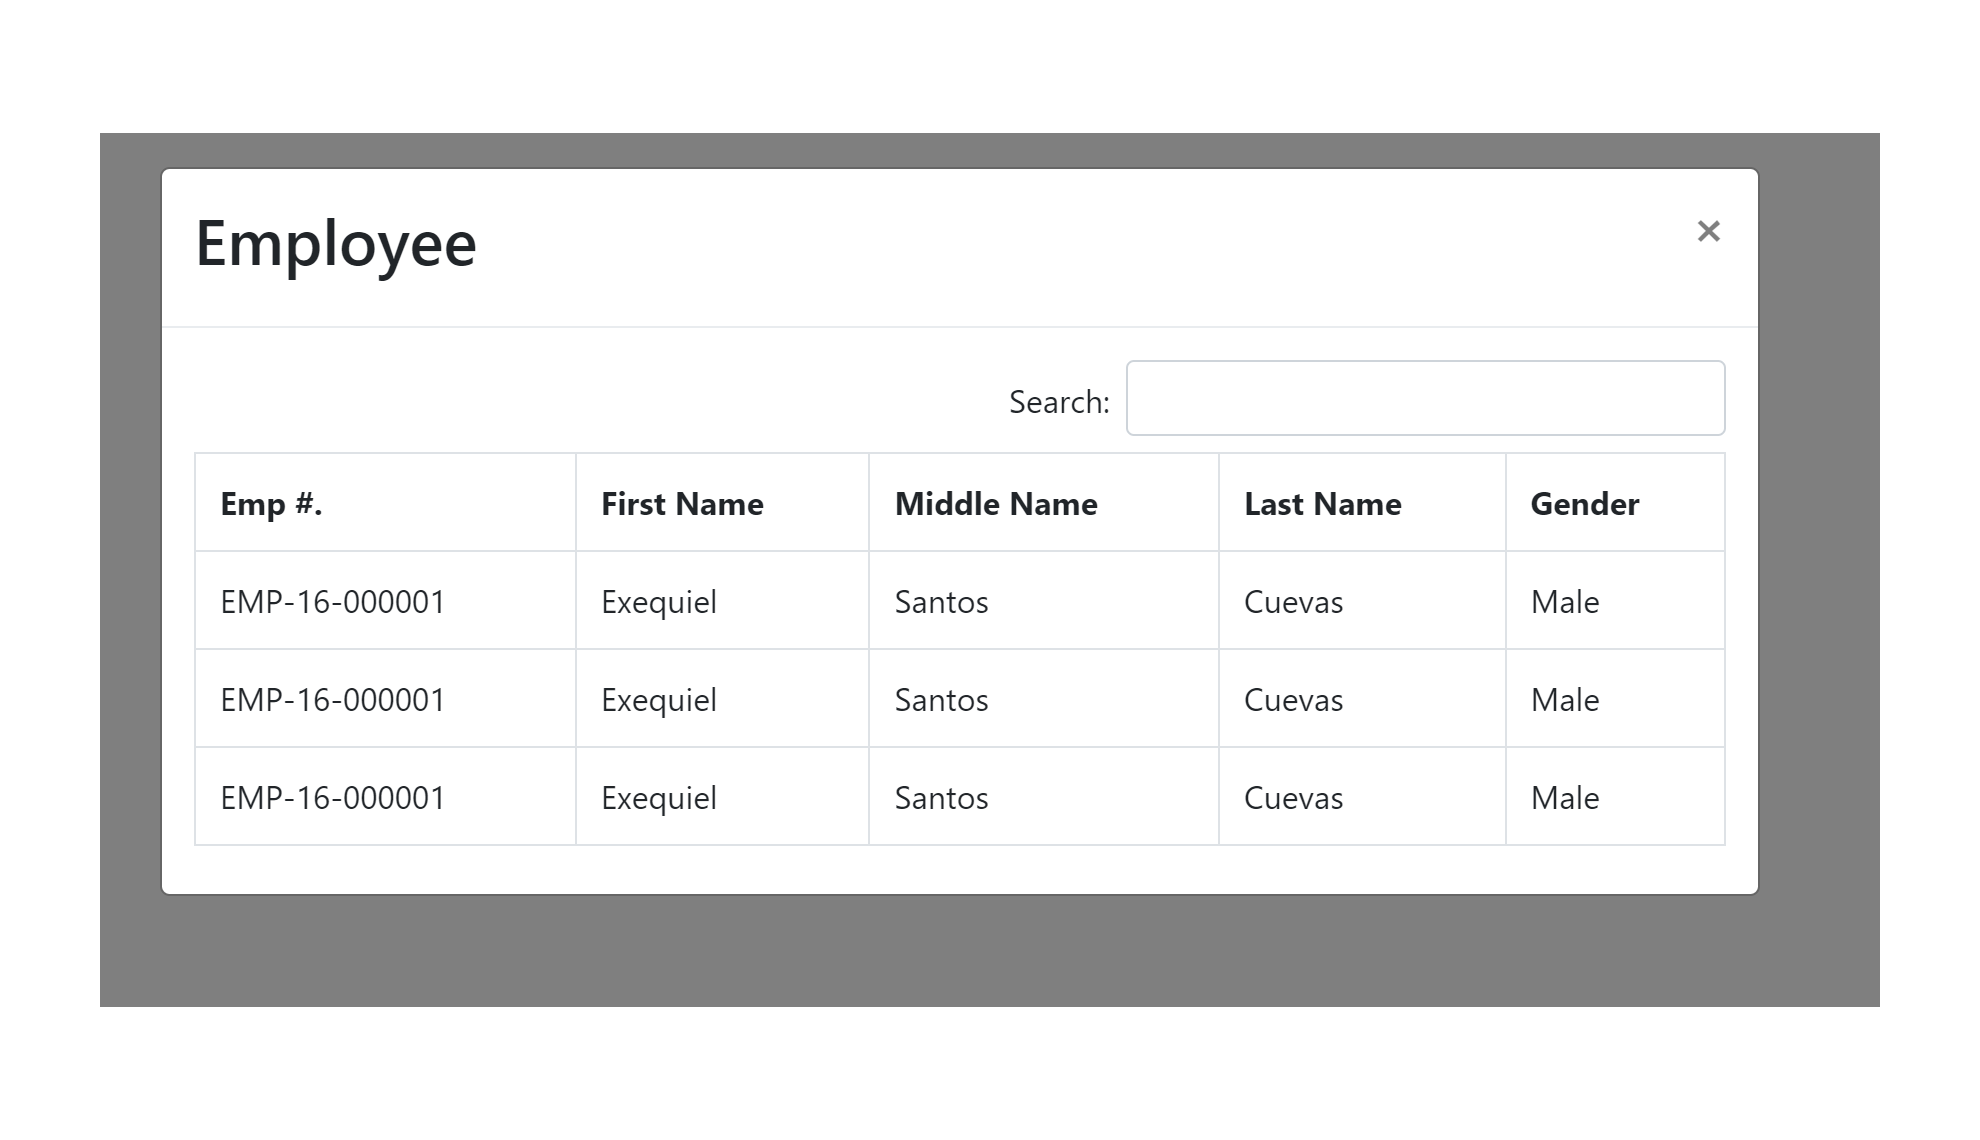 Employee ×
Search:
Emp #. First Name Middle Name Last Name Gender
EMP-16-000001 Exequiel Santos Cuevas Male
EMP-16-000001 Exequiel Santos Cuevas Male
EMP-16-000001 Exequiel Santos Cuevas Male